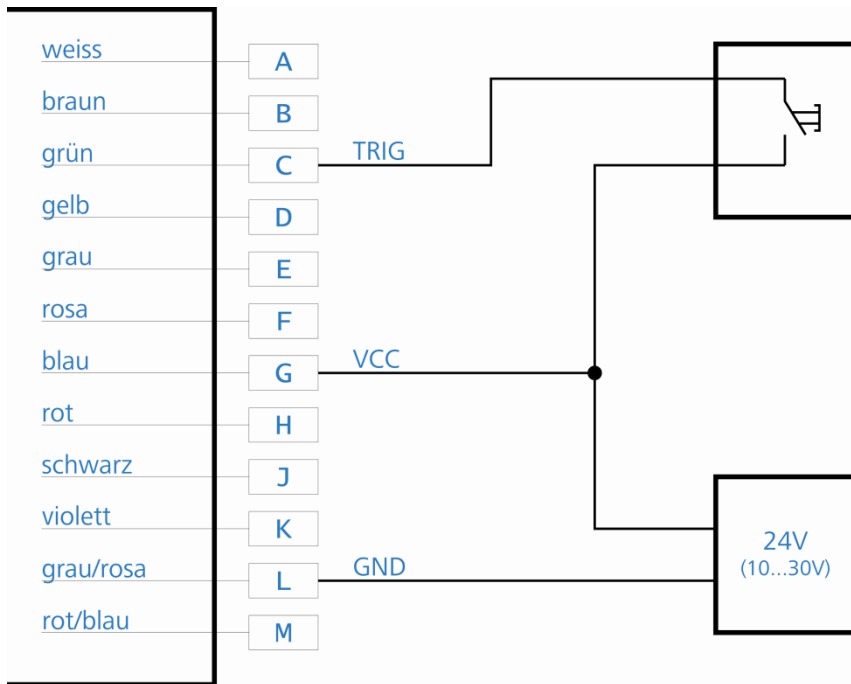 weiss A
braun B
grün C TRIG
gelb D
grau E
rosa F
blau G VCC
rot H
schwarz J
violett K
24V
(10...30V)
grau/rosa L GND
rot/blau M